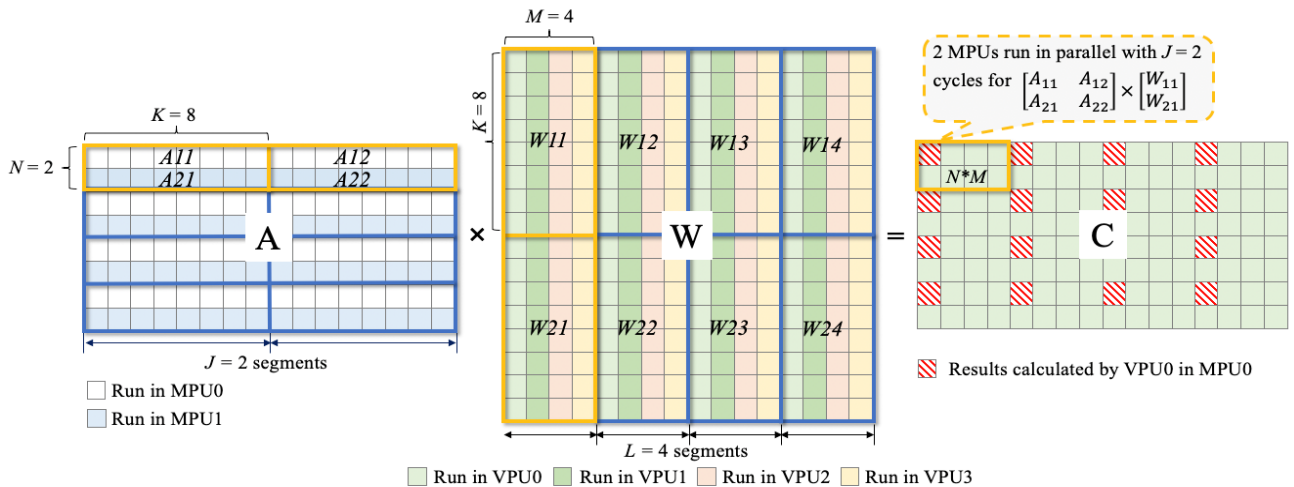 M = 4
2 MPUs run in parallel with J = 2
cycles for [A11 A12 A21 A22] × [W11 W21]
K = 8
K = 8
N = 2
A11 A12
A21 A22
A
×
W11 W12 W13 W14
W
W21 W22 W23 W24
=
N*M
C
J = 2 segments
Run in MPU0
Run in MPU1
L = 4 segments
Results calculated by VPU0 in MPU0
Run in VPU0 Run in VPU1 Run in VPU2 Run in VPU3